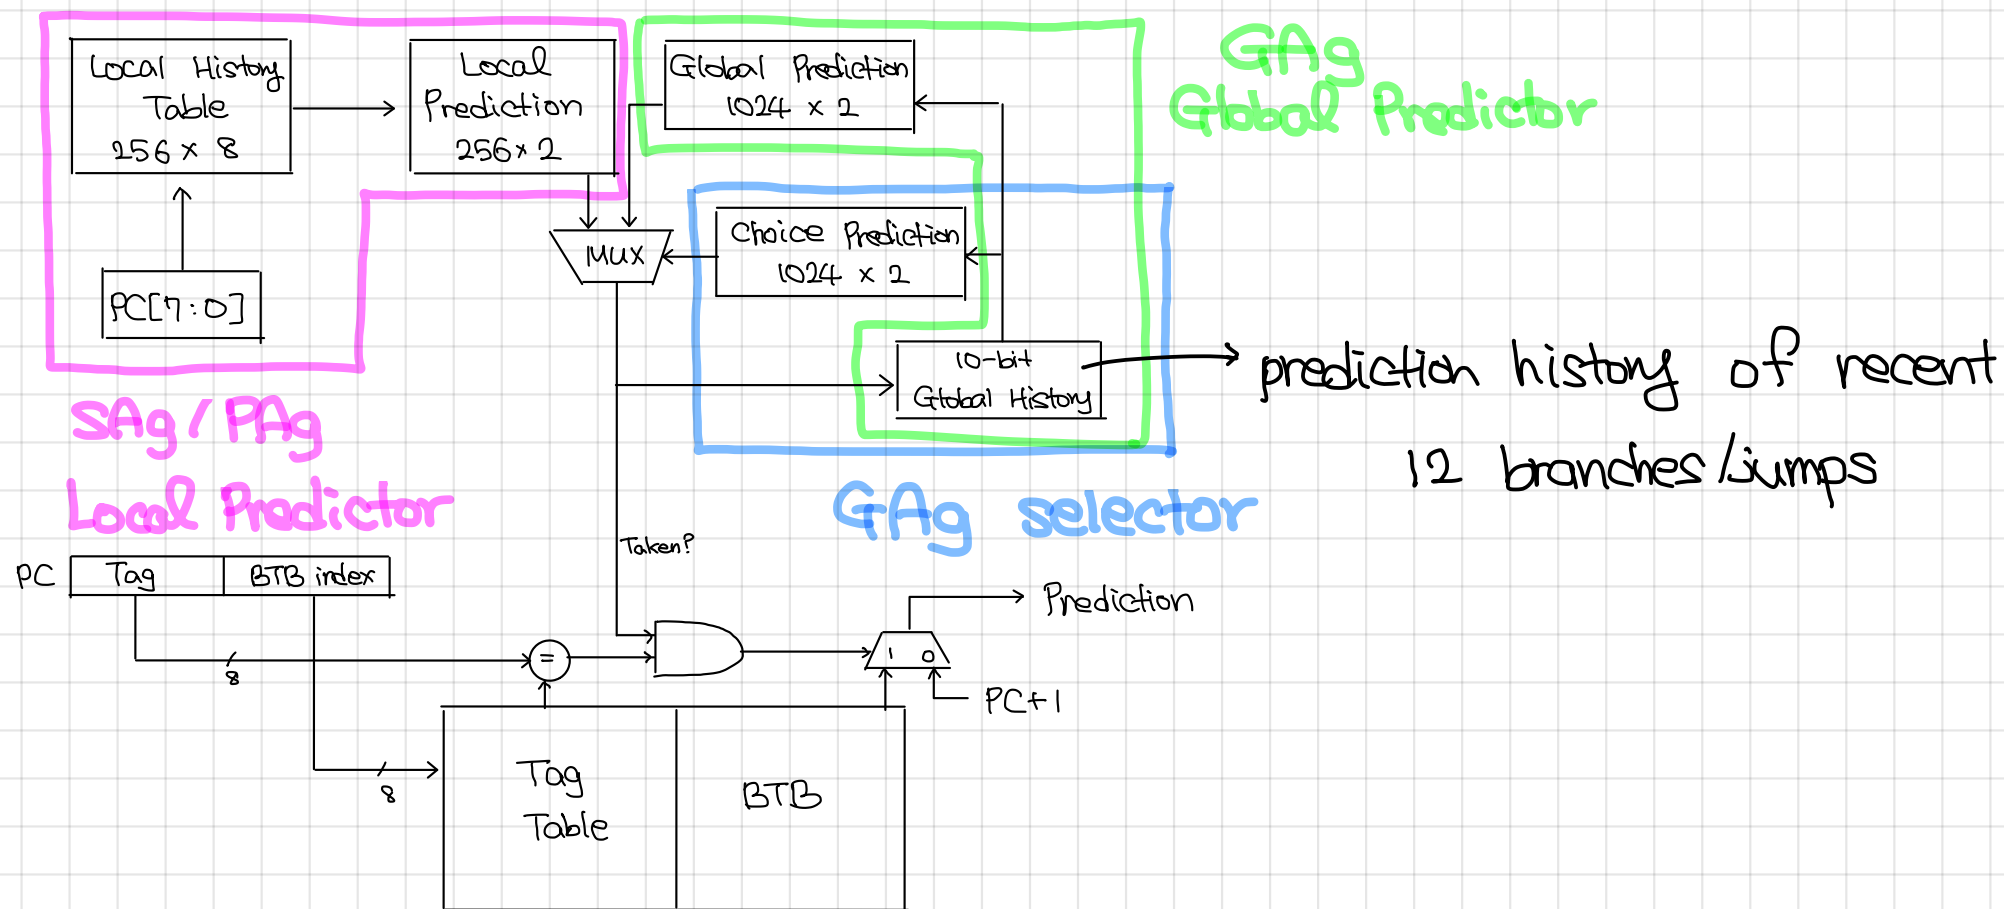 Local History
Table
256 x 8
Local
Prediction
256 x 2
Global Prediction
1024 x 2
GAg
Global Predictor
PC[7:0]
MUX
Choice Prediction
1024 x 2
10-bit
Global History
prediction history of recent
12 branches/jumps
SAg / PAg
Local Predictor
GAg selector
Taken?
PC
Tag
BTB index
Prediction
=
8
1 0
PC+1
8
Tag
Table
BTB